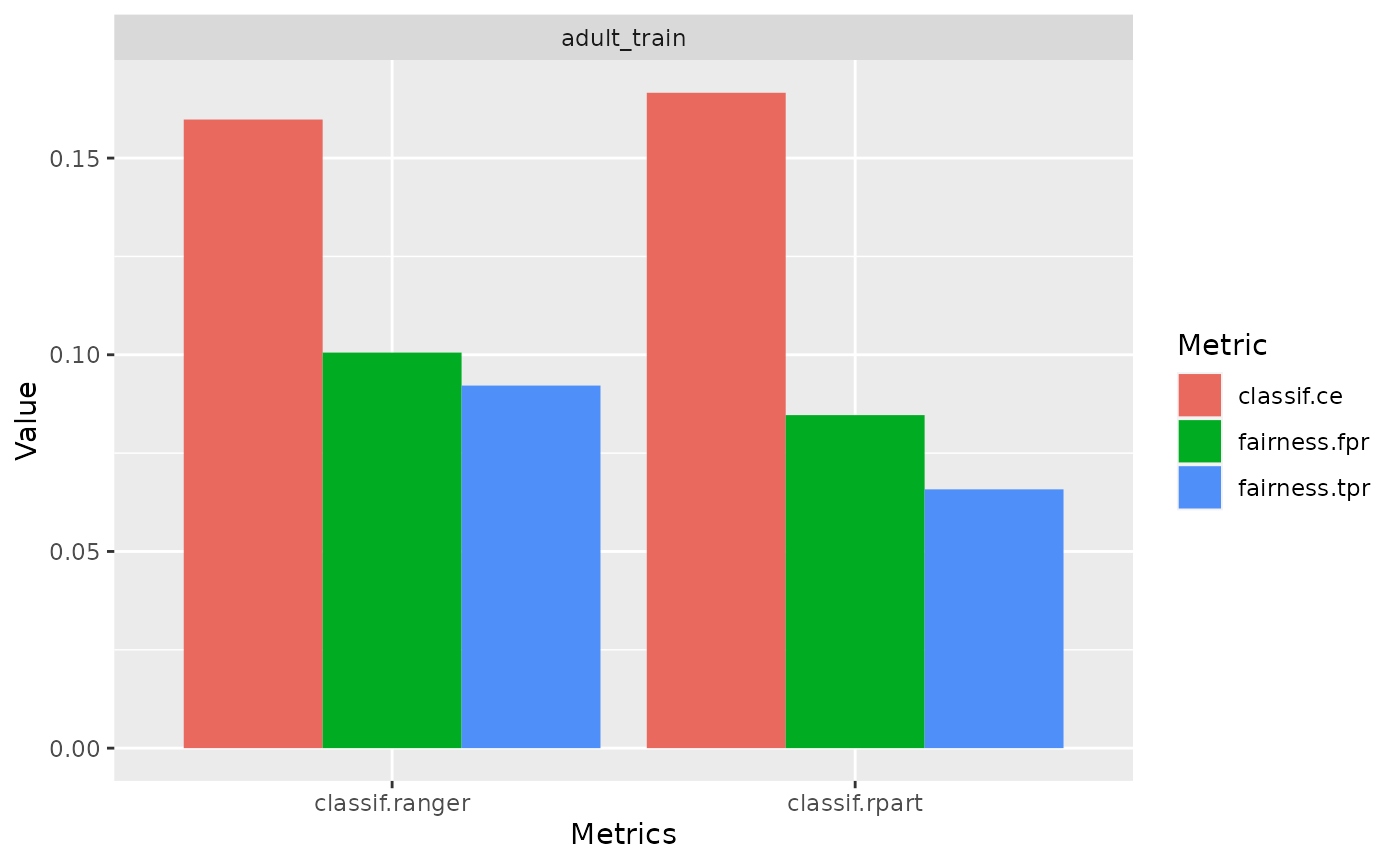 adult_train
0.15
0.10
0.05
0.00
Value
classif.ranger
classif.rpart
Metrics
Metric
classif.ce
fairness.fpr
fairness.tpr